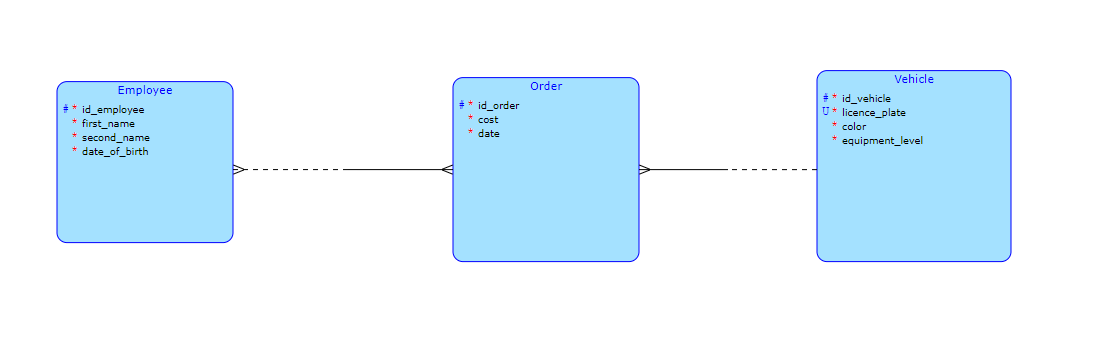 Employee
# * id_employee
* first_name
* second_name
* date_of_birth
Order
# * id_order
* cost
* date
Vehicle
# * id_vehicle
U * licence_plate
* color
* equipment_level